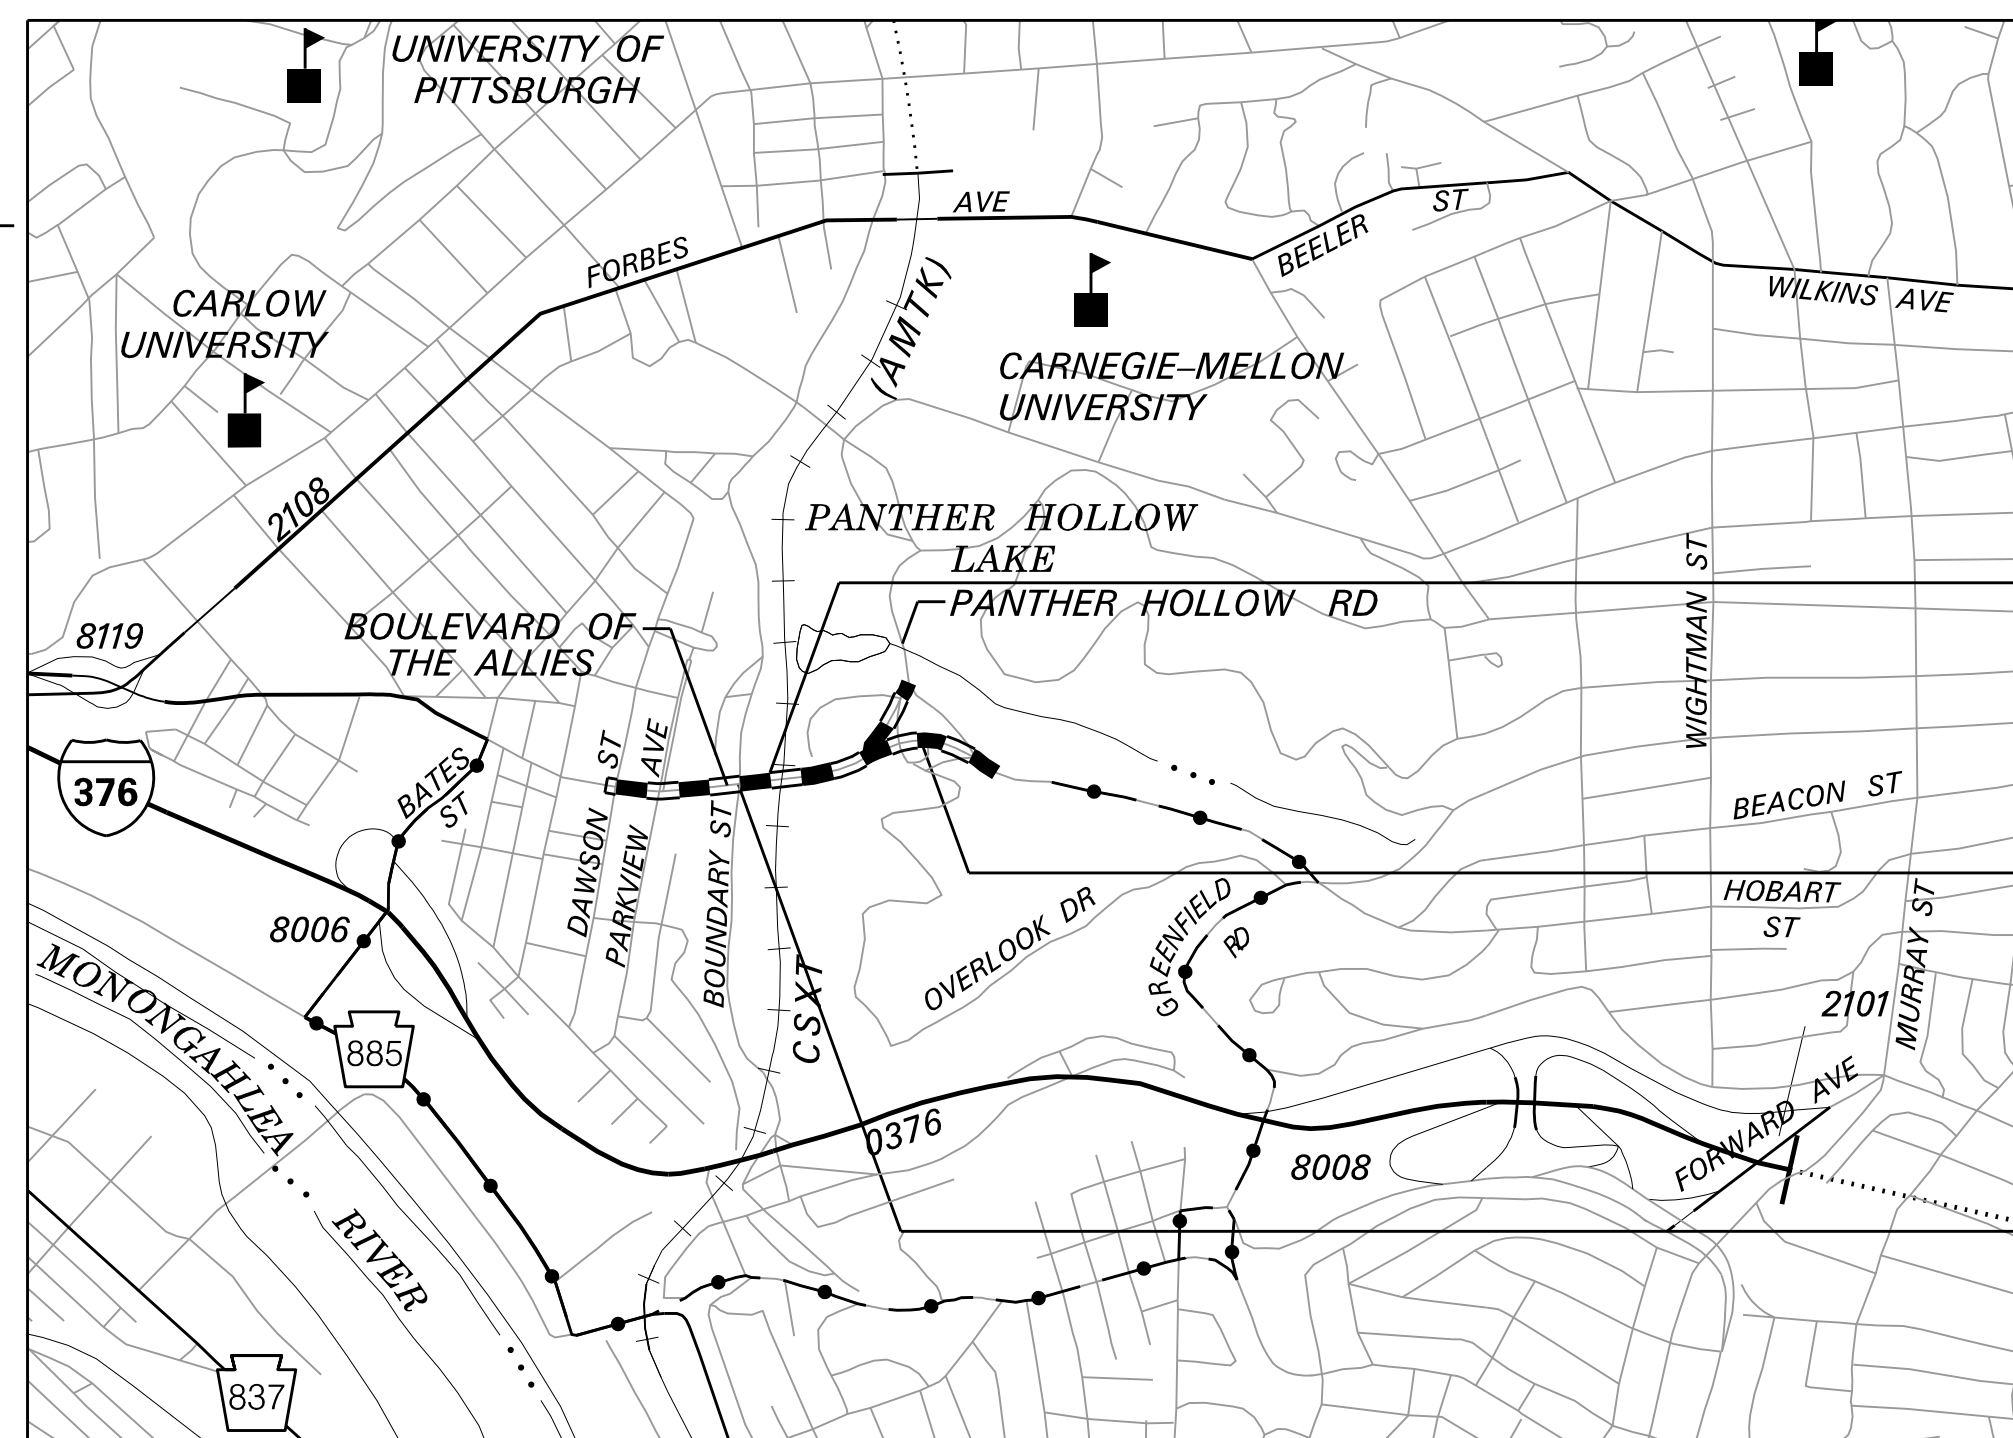 UNIVERSITY OF
PITTSBURGH
AVE
ST
BEELER
FORBES
WILKINS AVE
(AMTK)
CARLOW
UNIVERSITY
CARNEGIE–MELLON
UNIVERSITY
2108
PANTHER HOLLOW
LAKE
PANTHER HOLLOW RD
WIGHTMAN ST
8119
BOULEVARD OF
THE ALLIES
DAWSON ST
PARKVIEW AVE
BOUNDARY ST
BATES
ST
376
BEACON ST
HOBART
ST
MURRAY ST
8006
OVERLOOK DR
GREENFIELD
RD
CSXT
2101
MONONGAHLEA
RIVER
885
0376
8008
FORWARD AVE
837